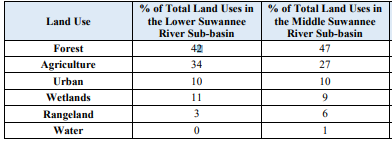 Land Use
% of Total Land Uses in the Lower Suwannee River Sub-basin
% of Total Land Uses in the Middle Suwannee River Sub-basin
Forest 42 47
Agriculture 34 27
Urban 10 10
Wetlands 11 9
Rangeland 3 6
Water 0 1